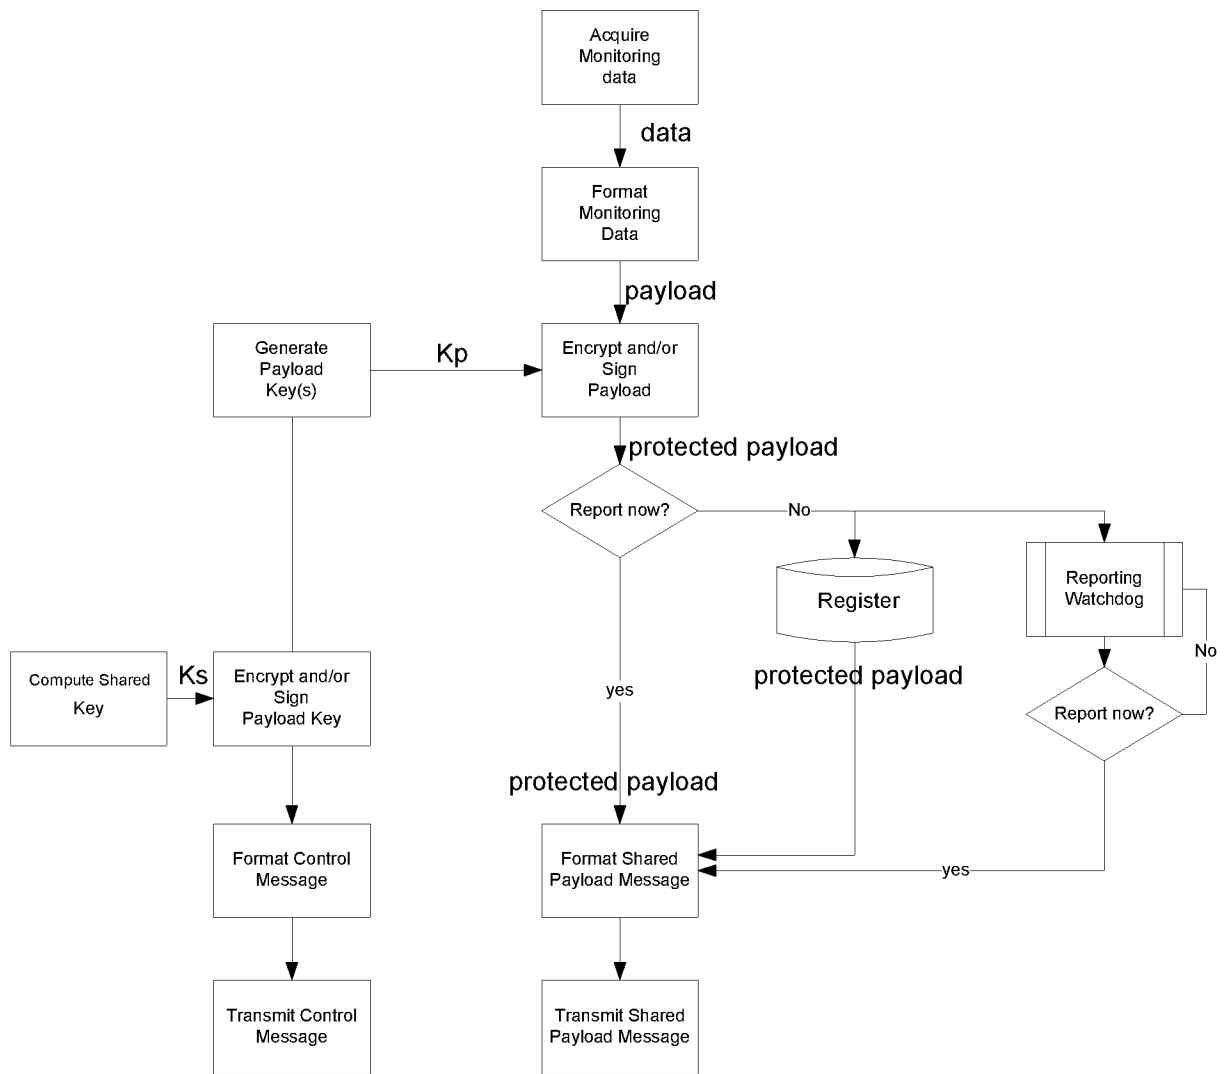 Acquire
Monitoring
data
data
Format
Monitoring
Data
payload
Generate
Payload
Key(s)
Kp
Encrypt and/or
Sign
Payload
protected payload
Report now?
No
Register
Reporting
Watchdog
No
Compute Shared
Key
Ks
Encrypt and/or
Sign
Payload Key
yes
protected payload
Report now?
protected payload
Format Control
Message
Format Shared
Payload Message
yes
Transmit Control
Message
Transmit Shared
Payload Message